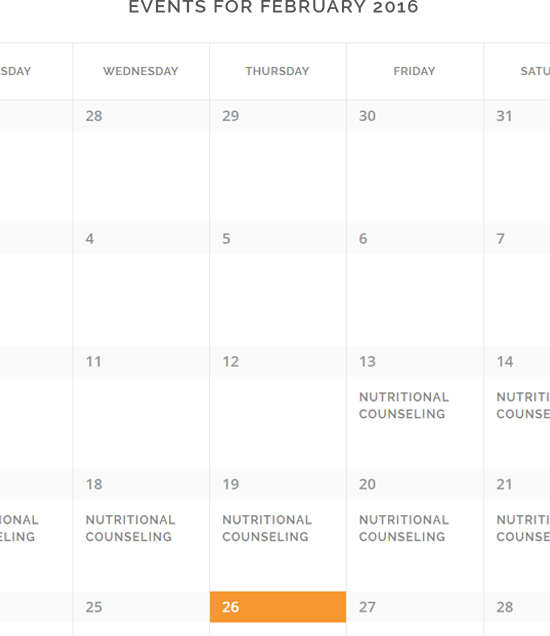 EVENTS FOR FEBRUARY 2016
SDAY WEDNESDAY THURSDAY FRIDAY SATU
28 29 30 31
4 5 6 7
11 12 13 14
NUTRITIONAL NUTRITI
COUNSELING COUNSE
18 19 20 21
IONAL NUTRITIONAL NUTRITIONAL NUTRITIONAL NUTRITI
ELING COUNSELING COUNSELING COUNSELING COUNSE
25 26 27 28